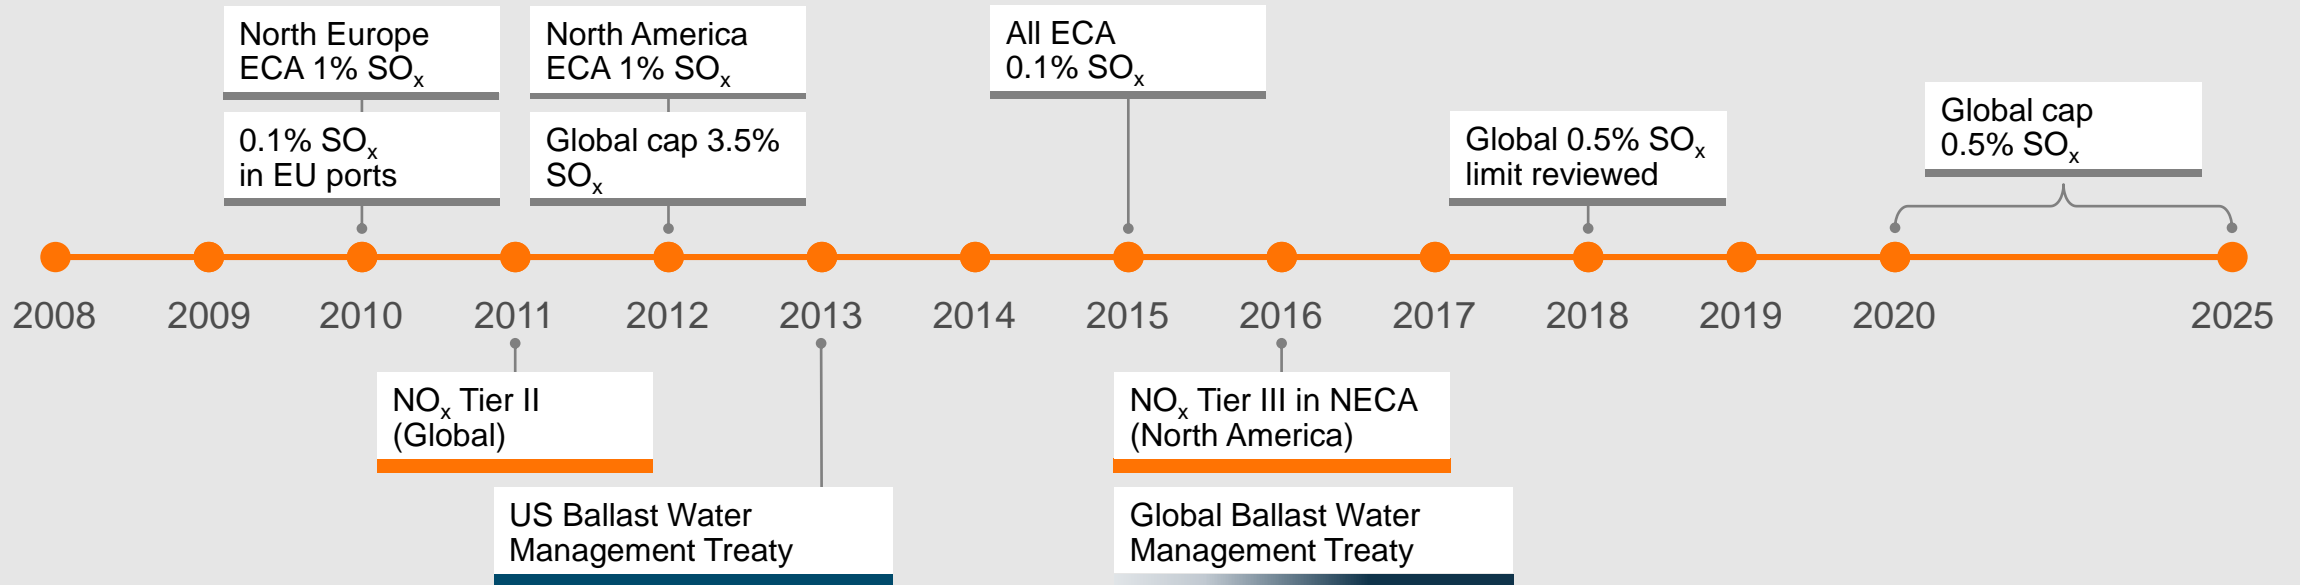 North Europe
ECA 1% SOx
North America
ECA 1% SOx
All ECA
0.1% SOx
0.1% SOx
in EU ports
Global cap 3.5%
SOx
Global 0.5% SOx
limit reviewed
Global cap
0.5% SOx
2008 2009 2010 2011 2012 2013 2014 2015 2016 2017 2018 2019 2020 2025
NOx Tier II
(Global)
NOx Tier III in NECA
(North America)
US Ballast Water
Management Treaty
Global Ballast Water
Management Treaty